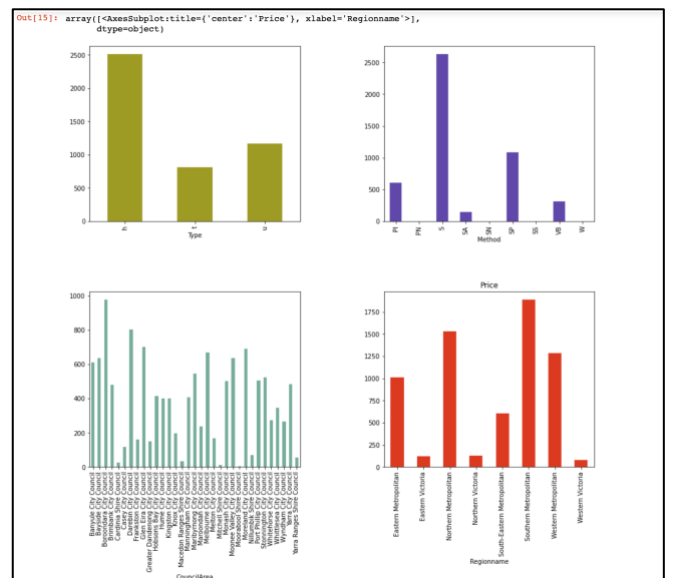 Out[15]: array([<AxesSubplot:title={'center':'Price'}, xlabel='Regionname'>],
dtype=object)
2500
2000
1500
1000
500
0
h
t
u
Type
2500
2000
1500
1000
500
0
PI
PN
S
SA
SN
SP
SS
VB
W
Method
1000
800
600
400
200
0
Banyule City Council
Bayside City Council
Boroondara City Council
Brimbank City Council
Cardinia Shire Council
Casey City Council
Darebin City Council
Frankston City Council
Glen Eira City Council
Greater Dandenong City Council
Hobsons Bay City Council
Hume City Council
Kingston City Council
Knox City Council
Macedon Ranges Shire Council
Manningham City Council
Maribyrnong City Council
Maroondah City Council
Melbourne City Council
Melton City Council
Mitchell Shire Council
Monash City Council
Moonee Valley City Council
Moorabool Shire Council
Moreland City Council
Nillumbik Shire Council
Port Phillip City Council
Stonnington City Council
Whitehorse City Council
Whittlesea City Council
Wyndham City Council
Yarra City Council
Yarra Ranges Shire Council
CouncilArea
Price
1750
1500
1250
1000
750
500
250
0
Eastern Metropolitan
Eastern Victoria
Northern Metropolitan
Northern Victoria
South-Eastern Metropolitan
Southern Metropolitan
Western Metropolitan
Western Victoria
Regionname